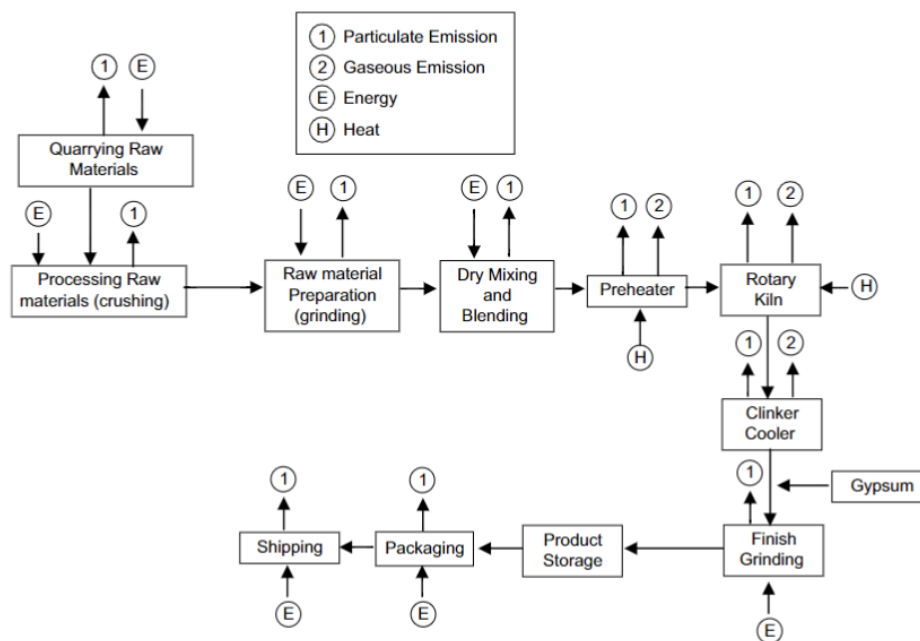 1 Particulate Emission
2 Gaseous Emission
E Energy
H Heat
1 E
Quarrying Raw
Materials
E 1
Processing Raw
materials (crushing)
E 1
Raw material
Preparation
(grinding)
E 1
Dry Mixing
and
Blending
1 2
Preheater
H
1 2
Rotary
Kiln
H
1 2
Clinker
Cooler
Gypsum
1
Finish
Grinding
E
Product
Storage
1
Packaging
E
1
Shipping
E